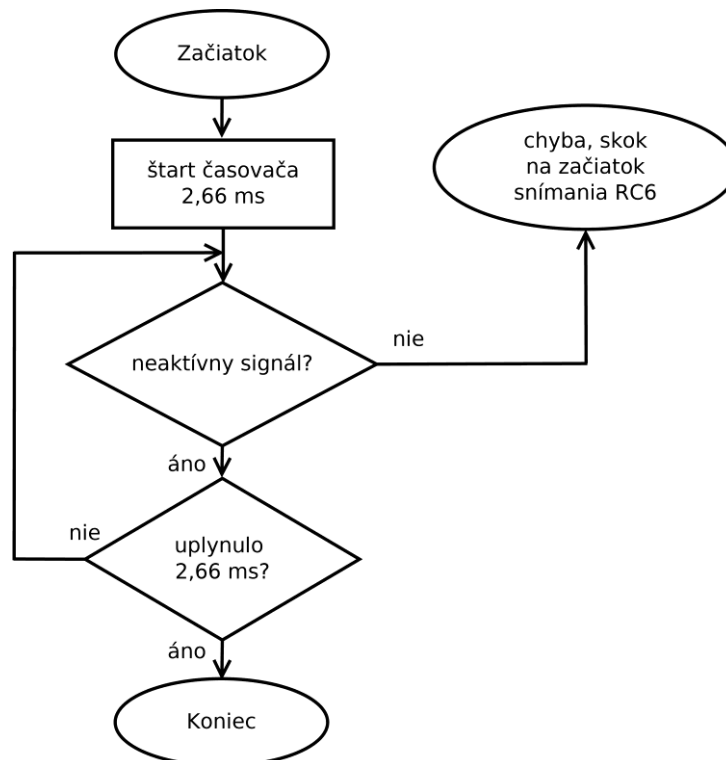 Začiatok
štart časovača
2,66 ms
chyba, skok
na začiatok
snímania RC6
neaktívny signál?
nie
áno
uplynulo
2,66 ms?
nie
áno
Koniec